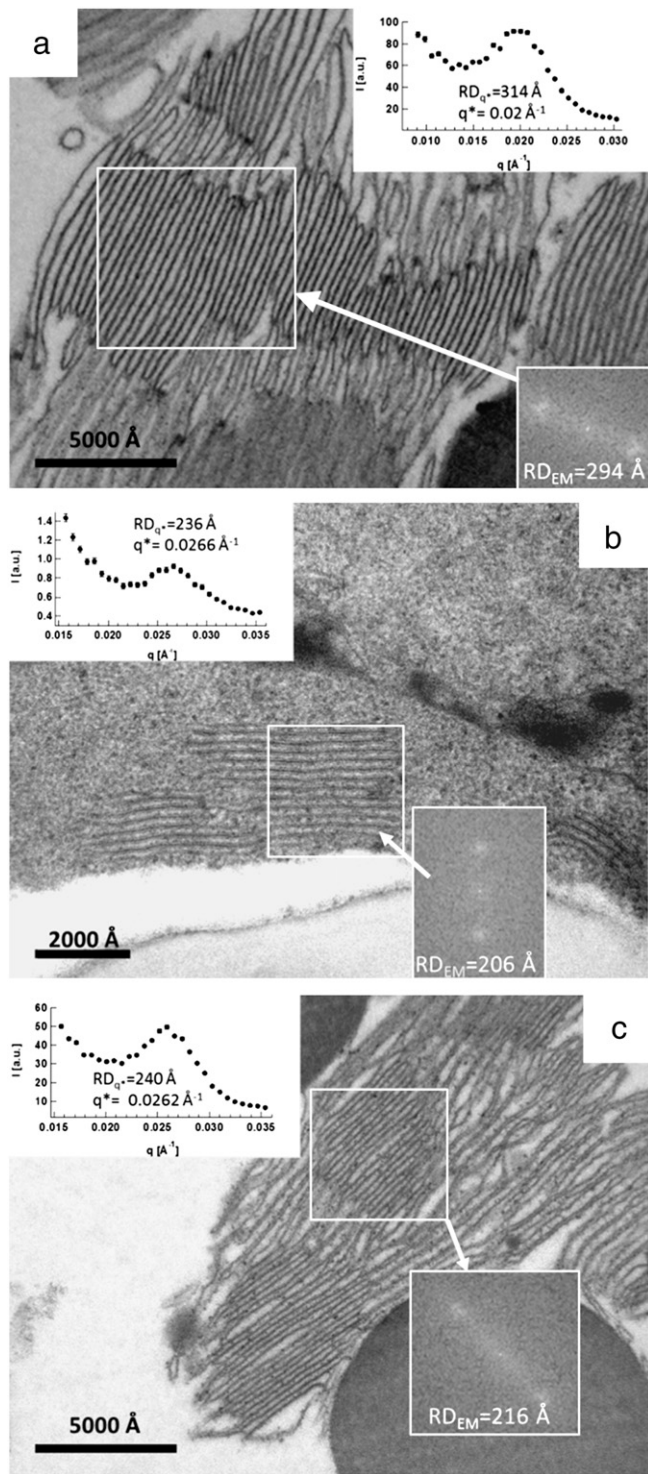 a
100
80
60
40
20
I [a.u.]
RDq*=314 Å
q*= 0.02 Å-1
0.010 0.015 0.020 0.025 0.030
q [Å-1]
5000 Å
RDEM=294 Å
b
1.4
1.2
1.0
0.8
0.6
0.4
I [a.u.]
RDq*=236 Å
q*= 0.0266 Å-1
0.015 0.020 0.025 0.030 0.035
2000 Å
RDEM=206 Å
c
60
50
40
30
20
10
I [a.u.]
RDq*=240 Å
q*= 0.0262 Å-1
0.015 0.020 0.025 0.030 0.035
q [Å-1]
5000 Å
RDEM=216 Å